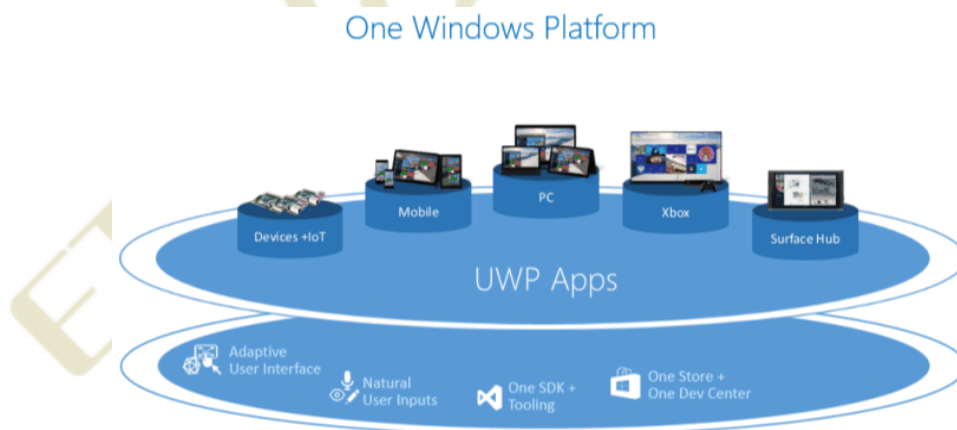 One Windows Platform
Devices +IoT
Mobile
PC
Xbox
Surface Hub
UWP Apps
Adaptive
User Interface
Natural
User Inputs
One SDK +
Tooling
One Store +
One Dev Center